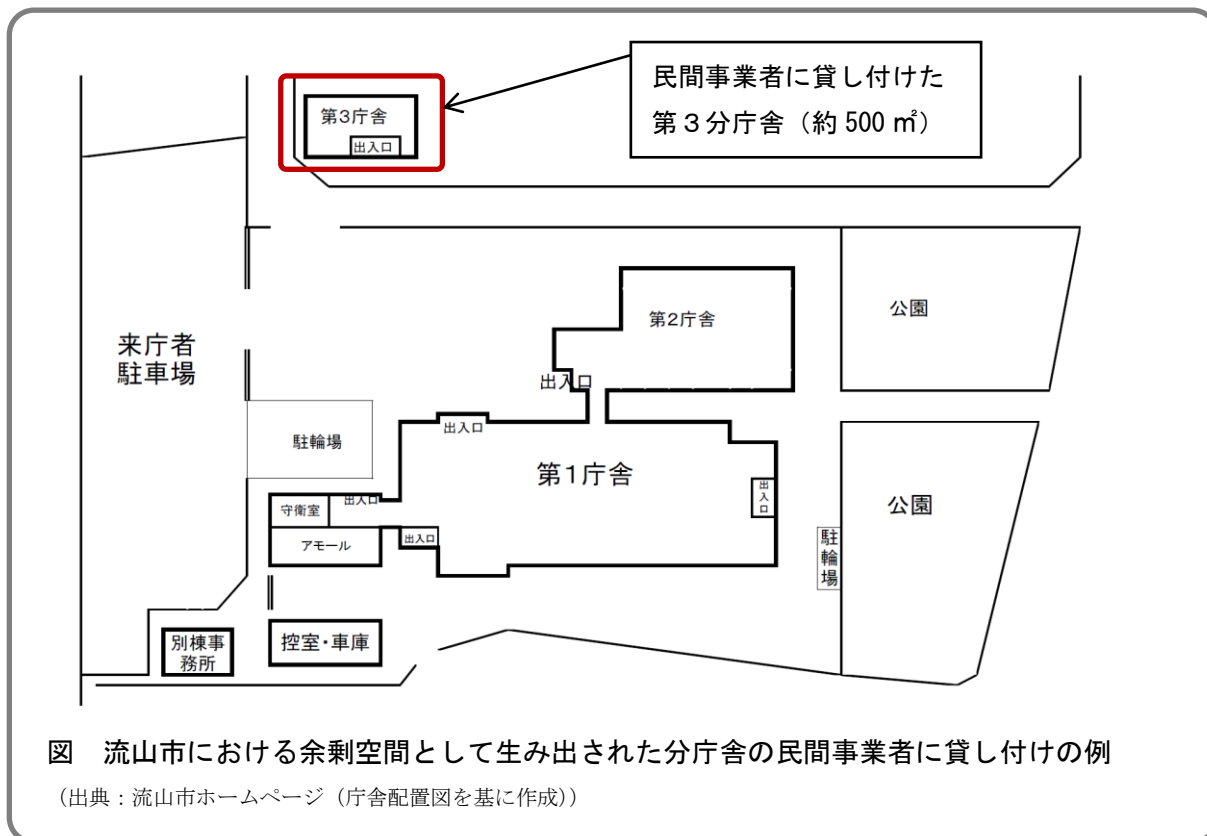 民間事業者に貸し付けた
第３分庁舎（約 500 ㎡）
第３庁舎
出入口
来庁者
駐車場
第２庁舎
公園
出入口
出入口
駐輪場
第１庁舎
出入口
公園
守衛室
出入口
アモール
出入口
駐輪場
別棟事
務所
控室・車庫
図　流山市における余剰空間として生み出された分庁舎の民間事業者に貸し付けの例
（出典：流山市ホームページ（庁舎配置図を基に作成））